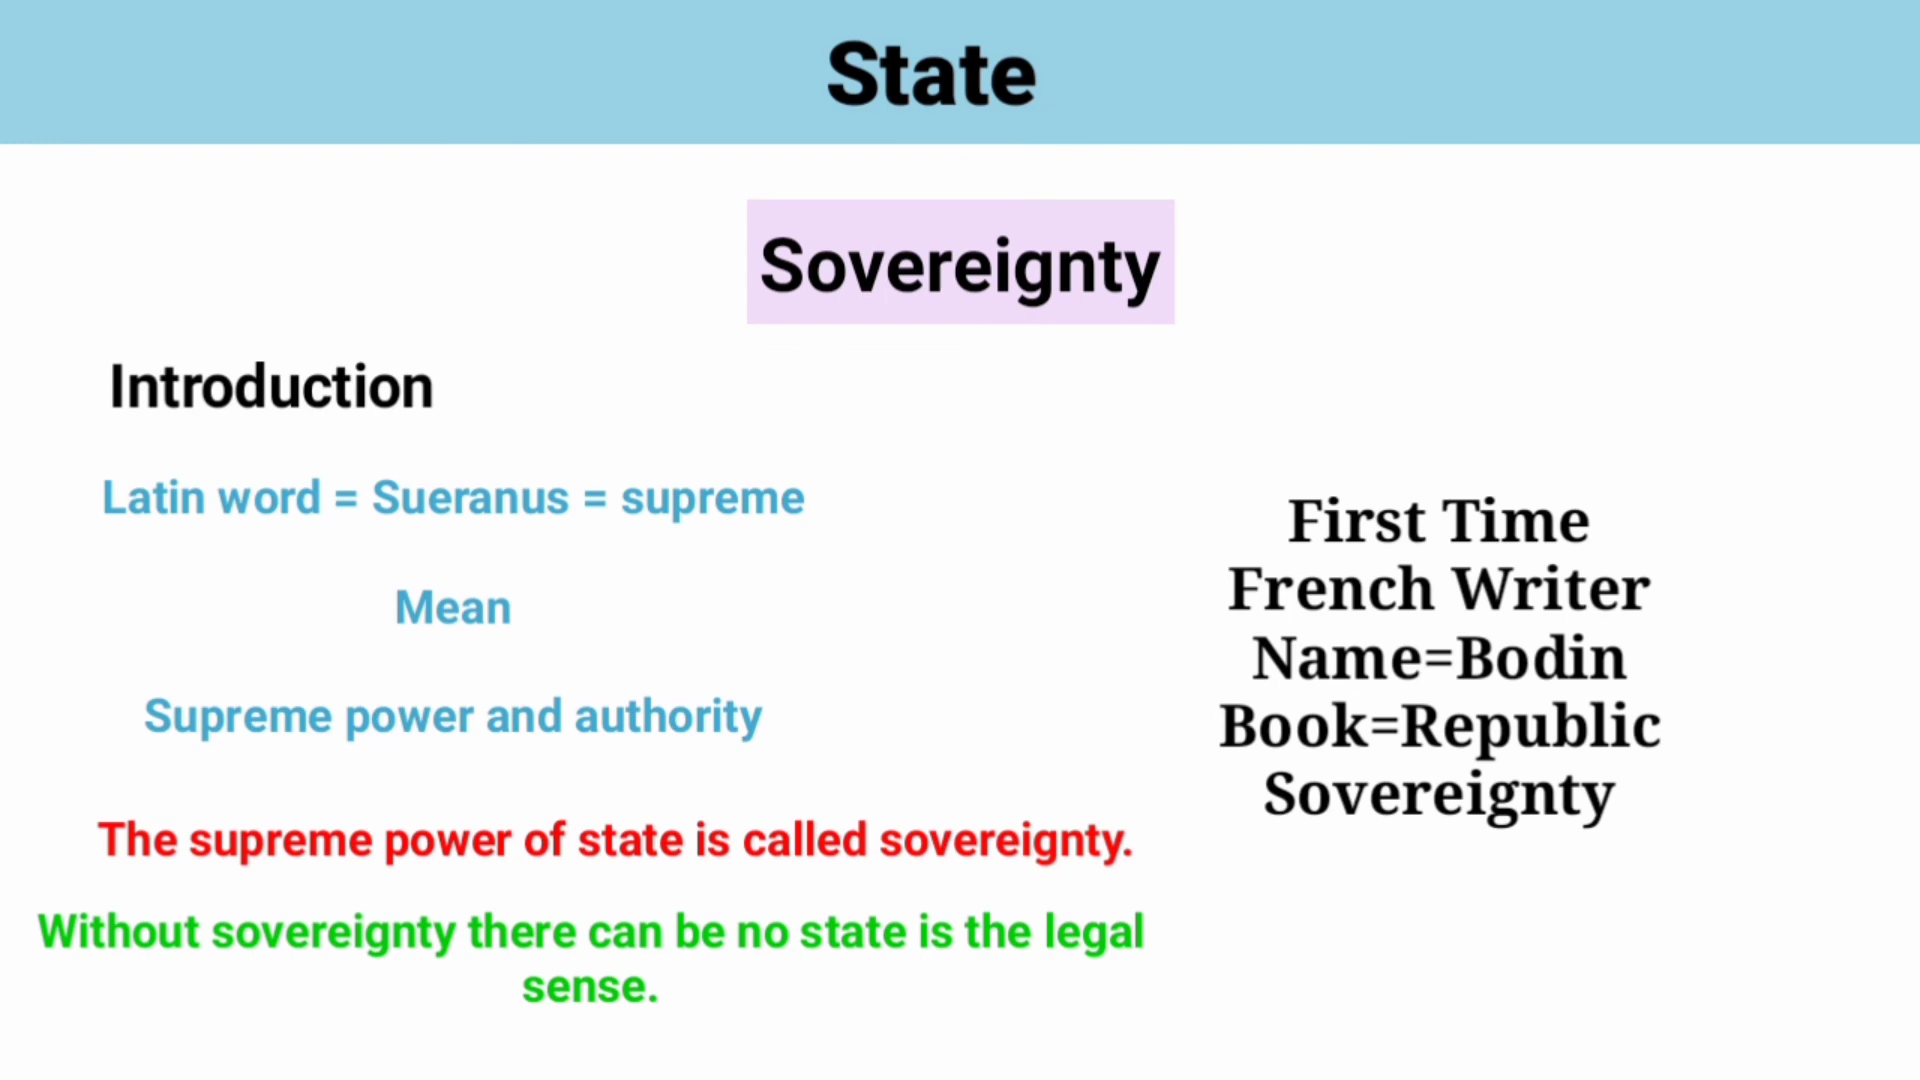 State
Sovereignty
Introduction
Latin word = Sueranus = supreme
Mean
Supreme power and authority
The supreme power of state is called sovereignty.
Without sovereignty there can be no state is the legal
sense.
First Time
French Writer
Name=Bodin
Book=Republic
Sovereignty